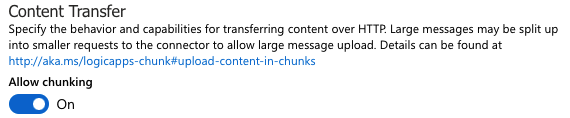 Content Transfer
Specify the behavior and capabilities for transferring content over HTTP. Large messages may be split up
into smaller requests to the connector to allow large message upload. Details can be found at
http://aka.ms/logicapps-chunk#upload-content-in-chunks
Allow chunking
On